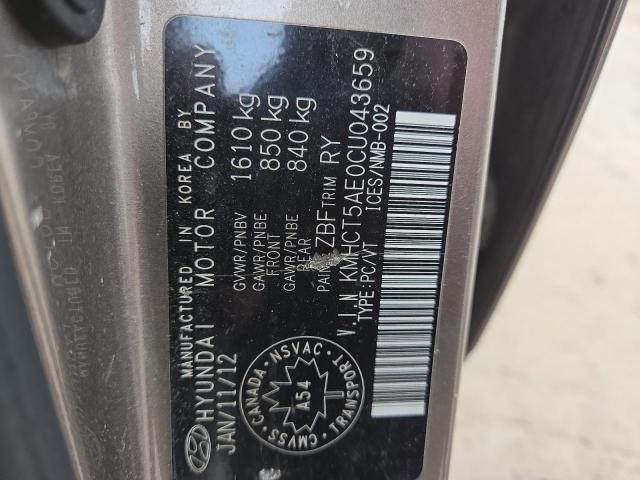 MANUFACTURED IN KOREA BY
HYUNDAI MOTOR COMPANY
JAN/11/12
GVWR/PNBV 1610 kg
GAWR/PNBE FRONT 850 kg
GAWR/PNBE REAR 840 kg
ZBF TRIM RY
V.I.N KMHCT5AE0CU043659
TYPE:PC/VT ICES/NMB-002
CANADA NSVAC TRANSPORT CMVSS
A54